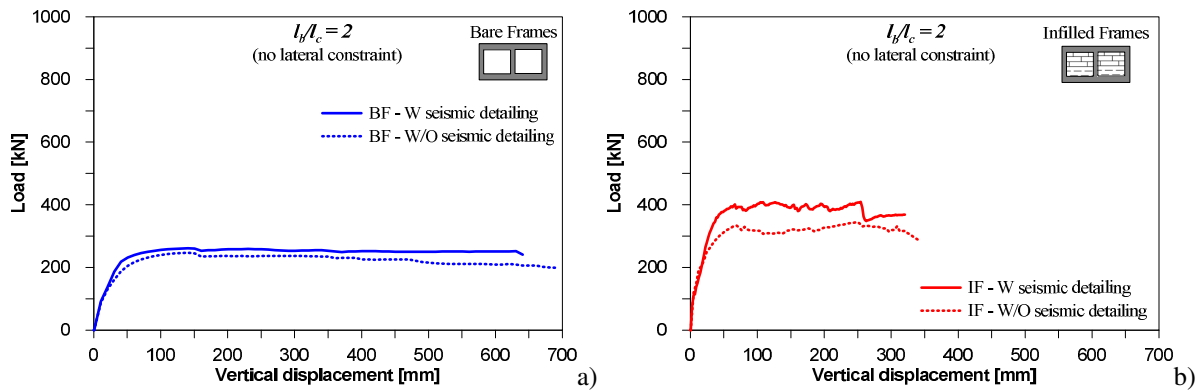 1000
800
600
400
200
0
Load [kN]
l_b/l_c = 2
(no lateral constraint)
Bare Frames
BF - W seismic detailing
BF - W/O seismic detailing
0 100 200 300 400 500 600 700
Vertical displacement [mm]
a)
1000
800
600
400
200
0
Load [kN]
l_b/l_c = 2
(no lateral constraint)
Infilled Frames
IF - W seismic detailing
IF - W/O seismic detailing
0 100 200 300 400 500 600 700
Vertical displacement [mm]
b)